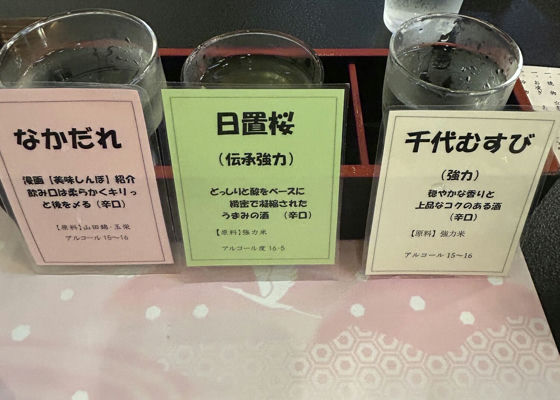 なかだれ
漫画【美味しんぼ】紹介
飲み口は柔らかくキリっ
と後を〆る（辛口）
【原料】山田錦・玉栄
アルコール15～16
日置桜
（伝承強力）
どっしりと酸をベースに
緻密で凝縮された
うまみの酒　（辛口）
【原料】強力米
アルコール度 16.5
千代むすび
（強力）
穏やかな香りと
上品なコクのある酒
（辛口）
【原料】強力米
アルコール 15～16